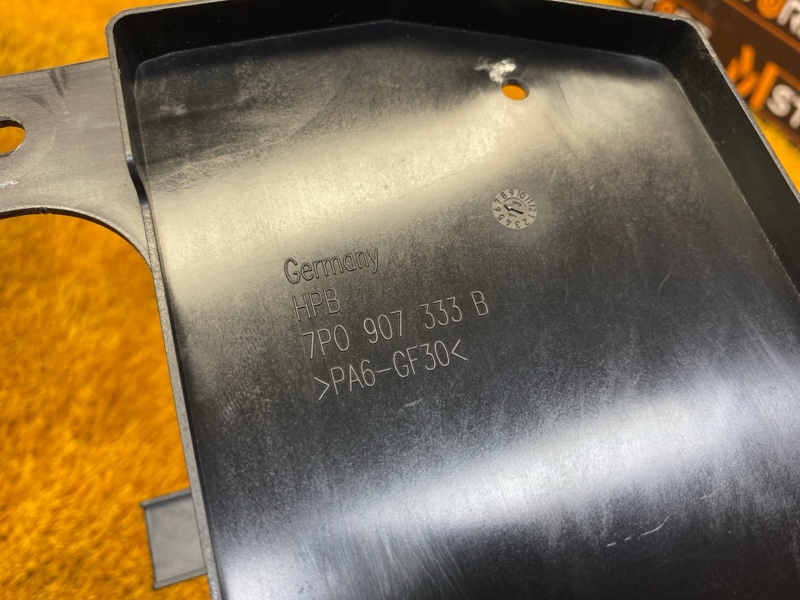 Germany
HPB
7P0 907 333 B
>PA6-GF30<